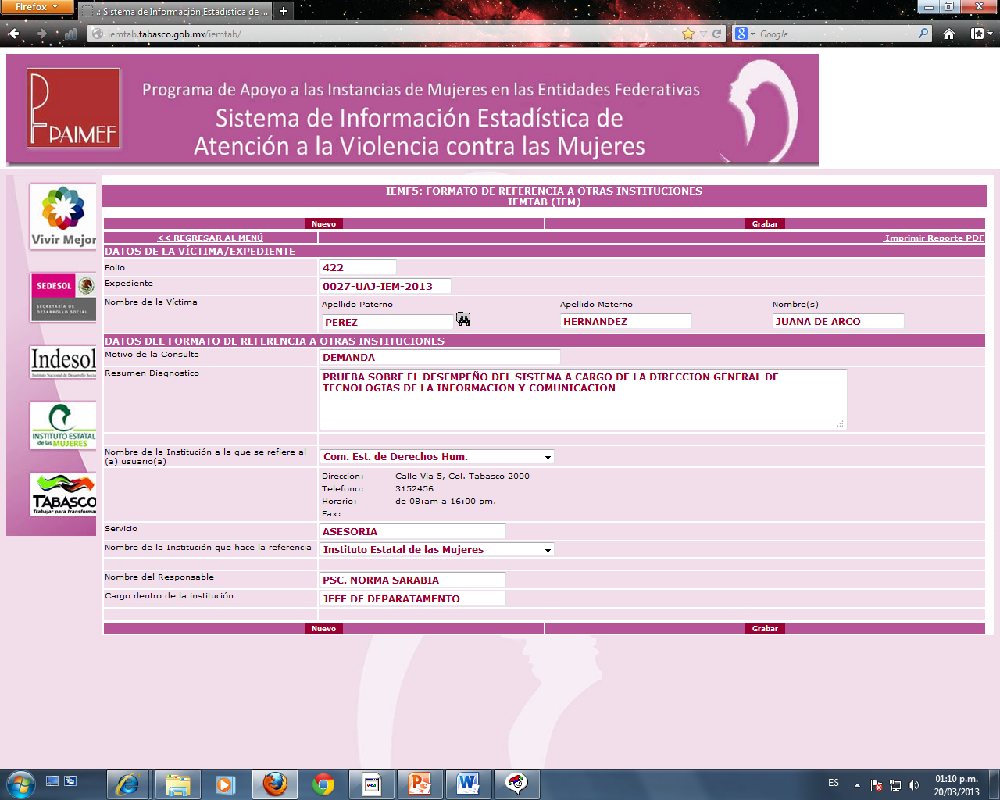 Firefox
.: Sistema de Información Estadística de ...
iemtab.tabasco.gob.mx/iemtab/
Google
PAIMEF
Programa de Apoyo a las Instancias de Mujeres en las Entidades Federativas
Sistema de Información Estadística de
Atención a la Violencia contra las Mujeres
Vivir Mejor
SEDESOL
SECRETARÍA DE DESARROLLO SOCIAL
Indesol
Instituto Nacional de Desarrollo Social
INSTITUTO ESTATAL
de las MUJERES
TABASCO
Trabajar para transformar
IEMF5: FORMATO DE REFERENCIA A OTRAS INSTITUCIONES
IEMTAB (IEM)
Nuevo Grabar
<< REGRESAR AL MENÚ Imprimir Reporte PDF
DATOS DE LA VÍCTIMA/EXPEDIENTE
Folio 422
Expediente 0027-UAJ-IEM-2013
Nombre de la Víctima Apellido Paterno Apellido Materno Nombre(s)
PEREZ HERNANDEZ JUANA DE ARCO
DATOS DEL FORMATO DE REFERENCIA A OTRAS INSTITUCIONES
Motivo de la Consulta DEMANDA
Resumen Diagnostico PRUEBA SOBRE EL DESEMPEÑO DEL SISTEMA A CARGO DE LA DIRECCION GENERAL DE
TECNOLOGIAS DE LA INFORMACION Y COMUNICACION
Nombre de la Institución a la que se refiere al
(a) usuario(a) Com. Est. de Derechos Hum.
Dirección: Calle Via 5, Col. Tabasco 2000
Telefono: 3152456
Horario: de 08:am a 16:00 pm.
Fax:
Servicio ASESORIA
Nombre de la Institución que hace la referencia Instituto Estatal de las Mujeres
Nombre del Responsable PSC. NORMA SARABIA
Cargo dentro de la institución JEFE DE DEPARATAMENTO
Nuevo Grabar
ES
01:10 p.m.
20/03/2013